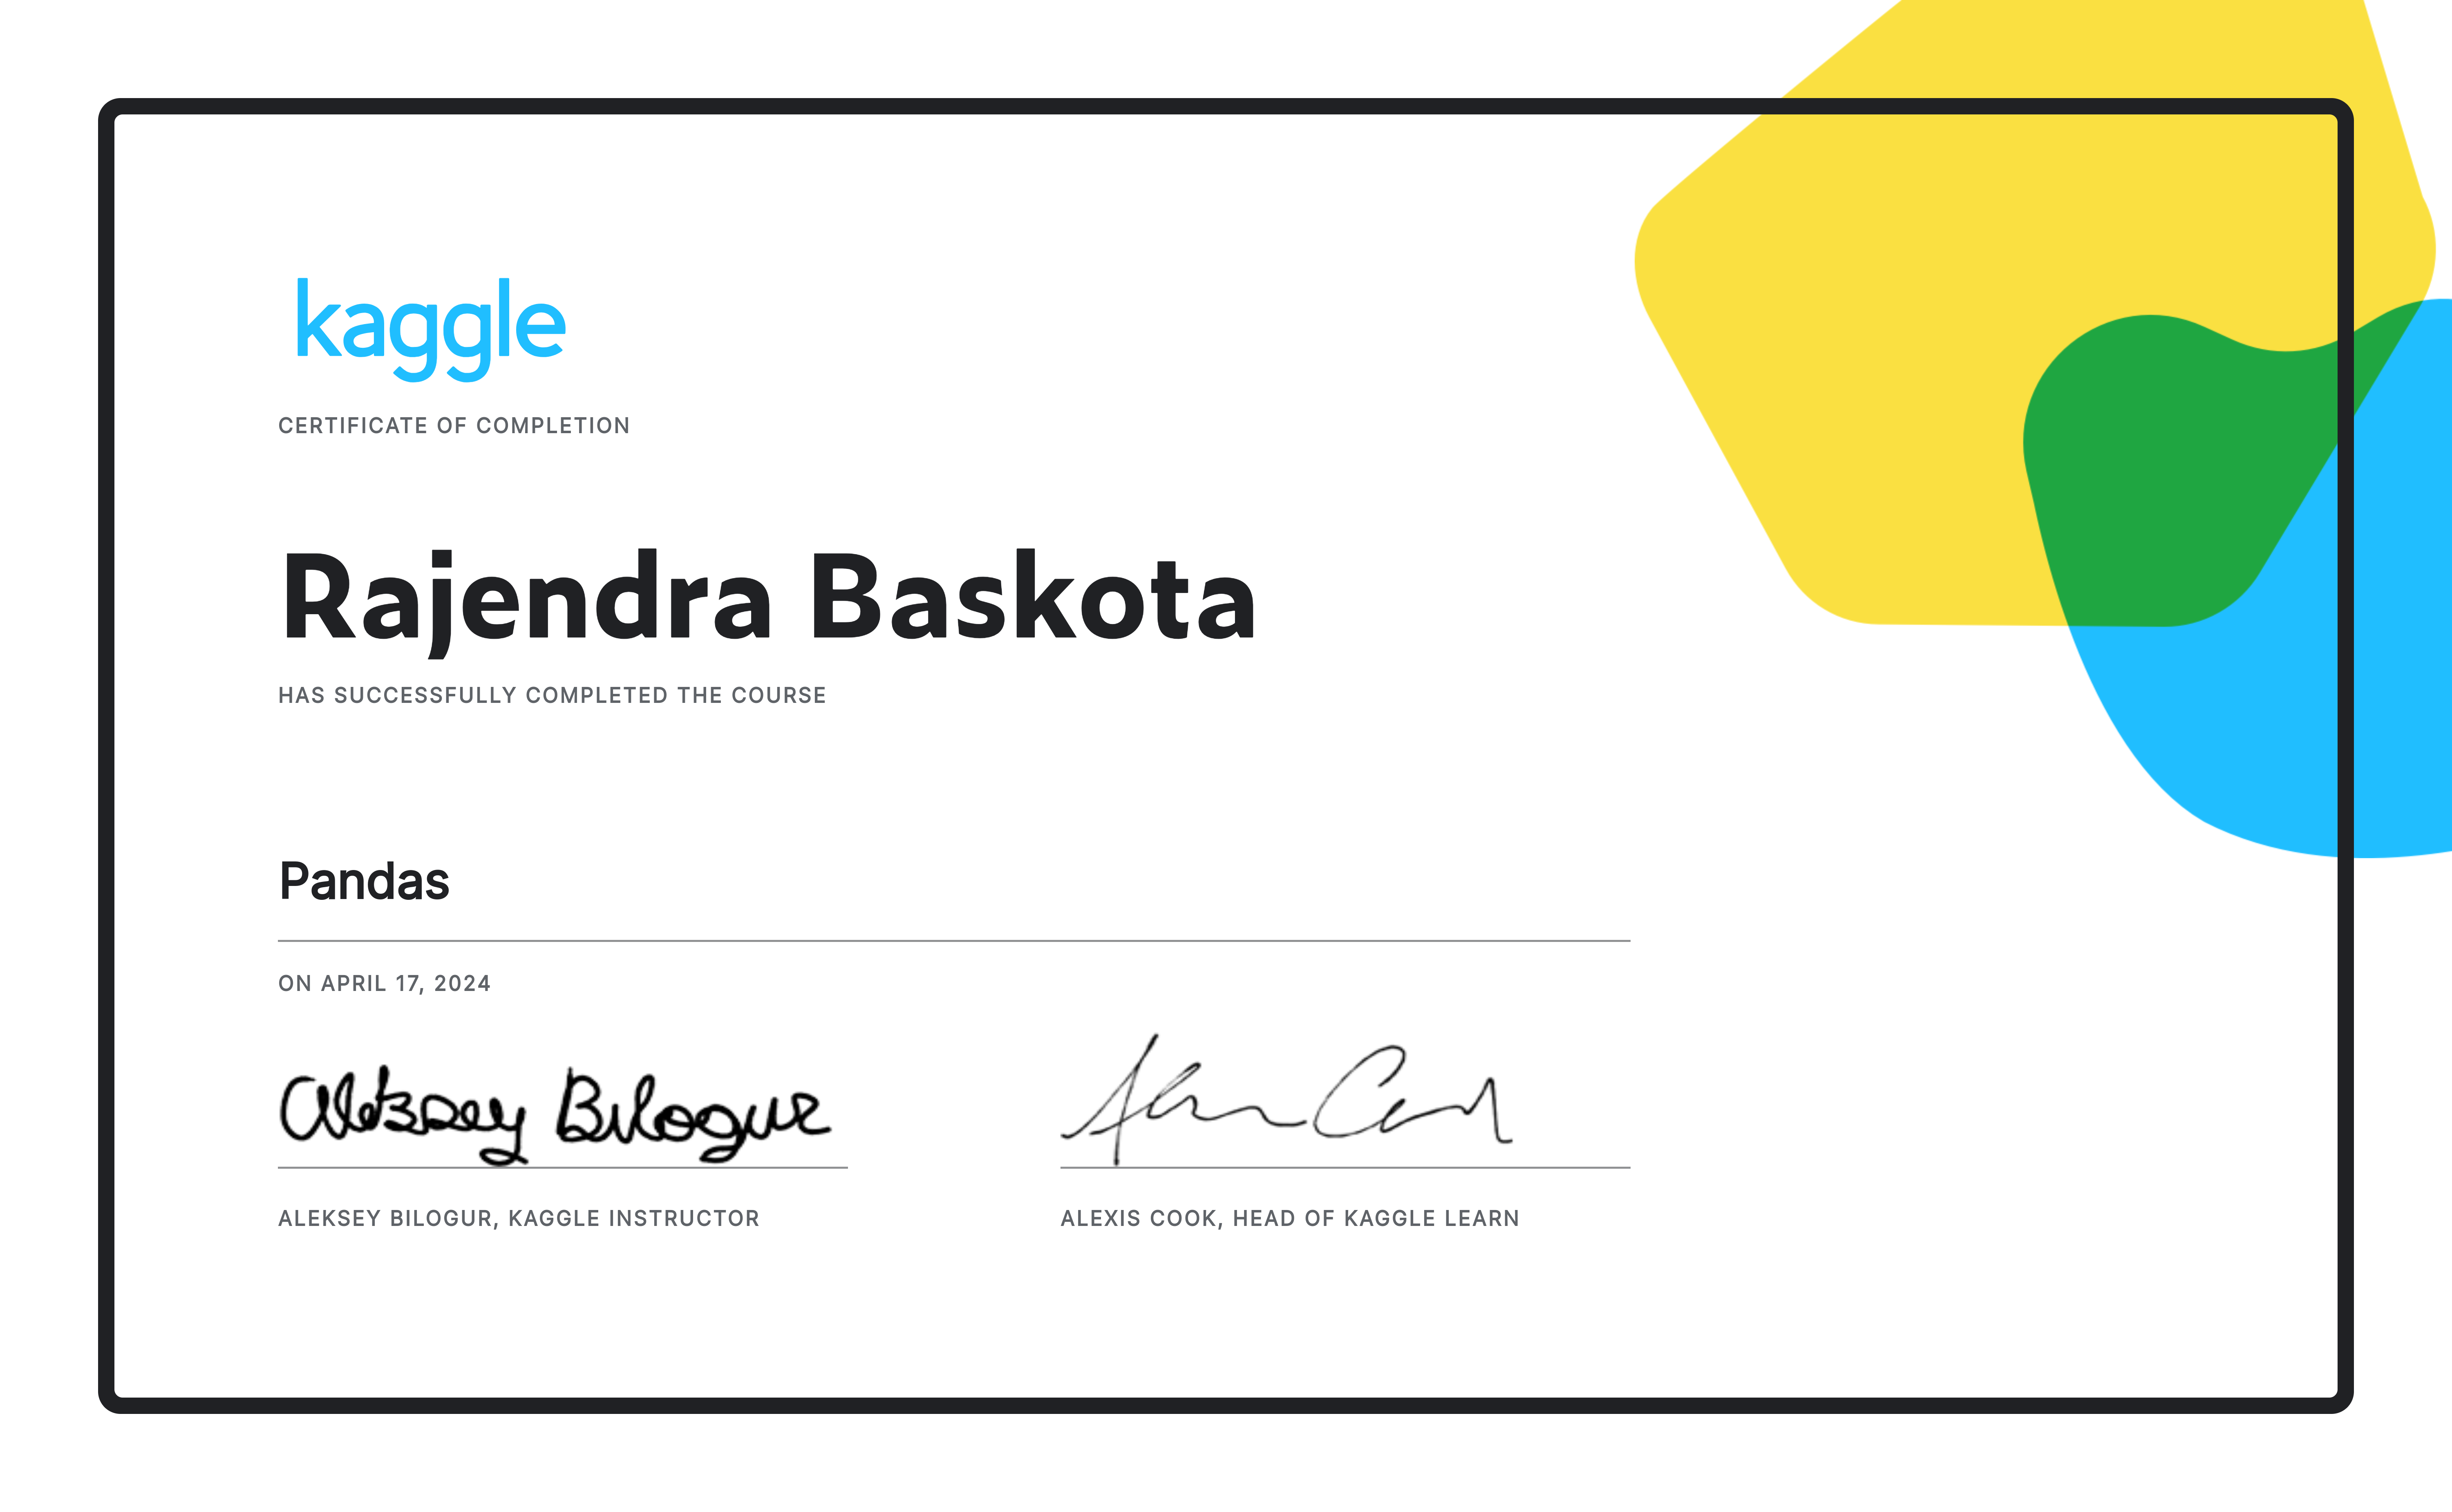 kaggle
CERTIFICATE OF COMPLETION
Rajendra Baskota
HAS SUCCESSFULLY COMPLETED THE COURSE
Pandas
ON APRIL 17, 2024
Aleksey Bilogur
ALEKSEY BILOGUR, KAGGLE INSTRUCTOR
ALEXIS COOK, HEAD OF KAGGLE LEARN